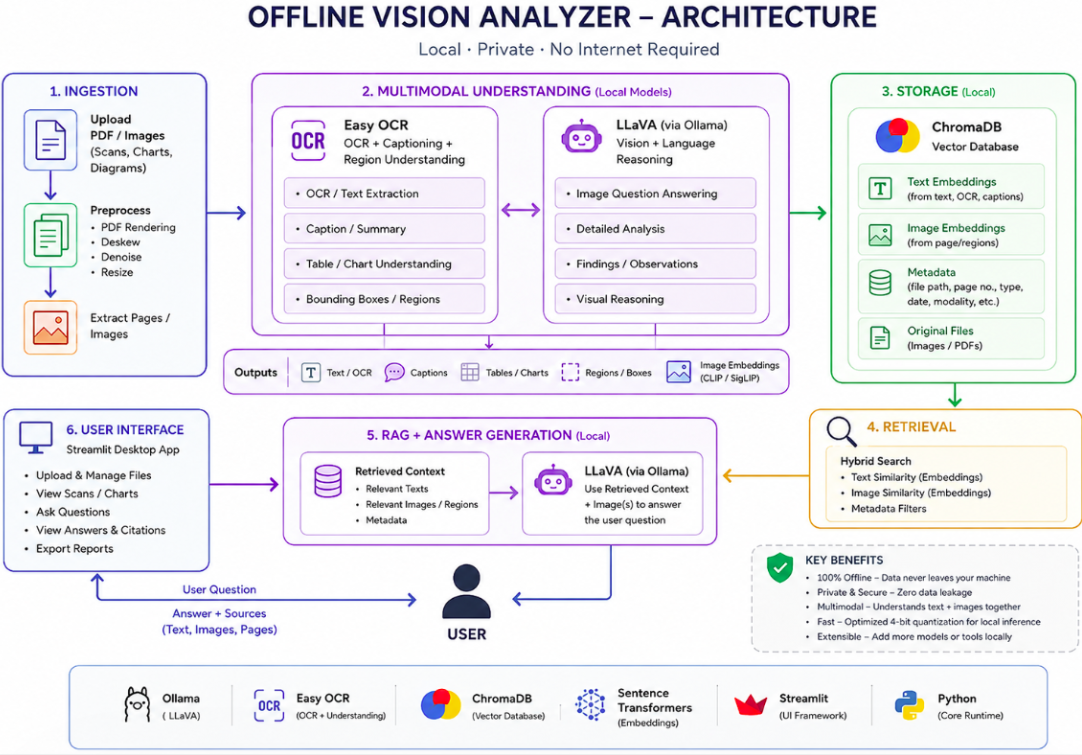 OFFLINE VISION ANALYZER – ARCHITECTURE
Local · Private · No Internet Required
1. INGESTION
Upload
PDF / Images
(Scans, Charts,
Diagrams)
Preprocess
• PDF Rendering
• Deskew
• Denoise
• Resize
Extract Pages /
Images
2. MULTIMODAL UNDERSTANDING (Local Models)
OCR
Easy OCR
OCR + Captioning +
Region Understanding
• OCR / Text Extraction
• Caption / Summary
• Table / Chart Understanding
• Bounding Boxes / Regions
LLaVA (via Ollama)
Vision + Language
Reasoning
• Image Question Answering
• Detailed Analysis
• Findings / Observations
• Visual Reasoning
Outputs
T
Text / OCR
Captions
Tables / Charts
Regions / Boxes
Image Embeddings
(CLIP / SigLIP)
3. STORAGE (Local)
ChromaDB
Vector Database
T
Text Embeddings
(from text, OCR, captions)
Image Embeddings
(from page/regions)
Metadata
(file path, page no., type,
date, modality, etc.)
Original Files
(Images / PDFs)
4. RETRIEVAL
Hybrid Search
• Text Similarity (Embeddings)
• Image Similarity (Embeddings)
• Metadata Filters
5. RAG + ANSWER GENERATION (Local)
Retrieved Context
• Relevant Texts
• Relevant Images / Regions
• Metadata
LLaVA (via Ollama)
Use Retrieved Context
+ Image(s) to answer
the user question
6. USER INTERFACE
Streamlit Desktop App
• Upload & Manage Files
• View Scans / Charts
• Ask Questions
• View Answers & Citations
• Export Reports
User Question
Answer + Sources
(Text, Images, Pages)
USER
KEY BENEFITS
• 100% Offline – Data never leaves your machine
• Private & Secure – Zero data leakage
• Multimodal – Understands text + images together
• Fast – Optimized 4-bit quantization for local inference
• Extensible – Add more models or tools locally
Ollama
( LLaVA)
OCR
Easy OCR
(OCR + Understanding)
ChromaDB
(Vector Database)
Sentence
Transformers
(Embeddings)
Streamlit
(UI Framework)
Python
(Core Runtime)